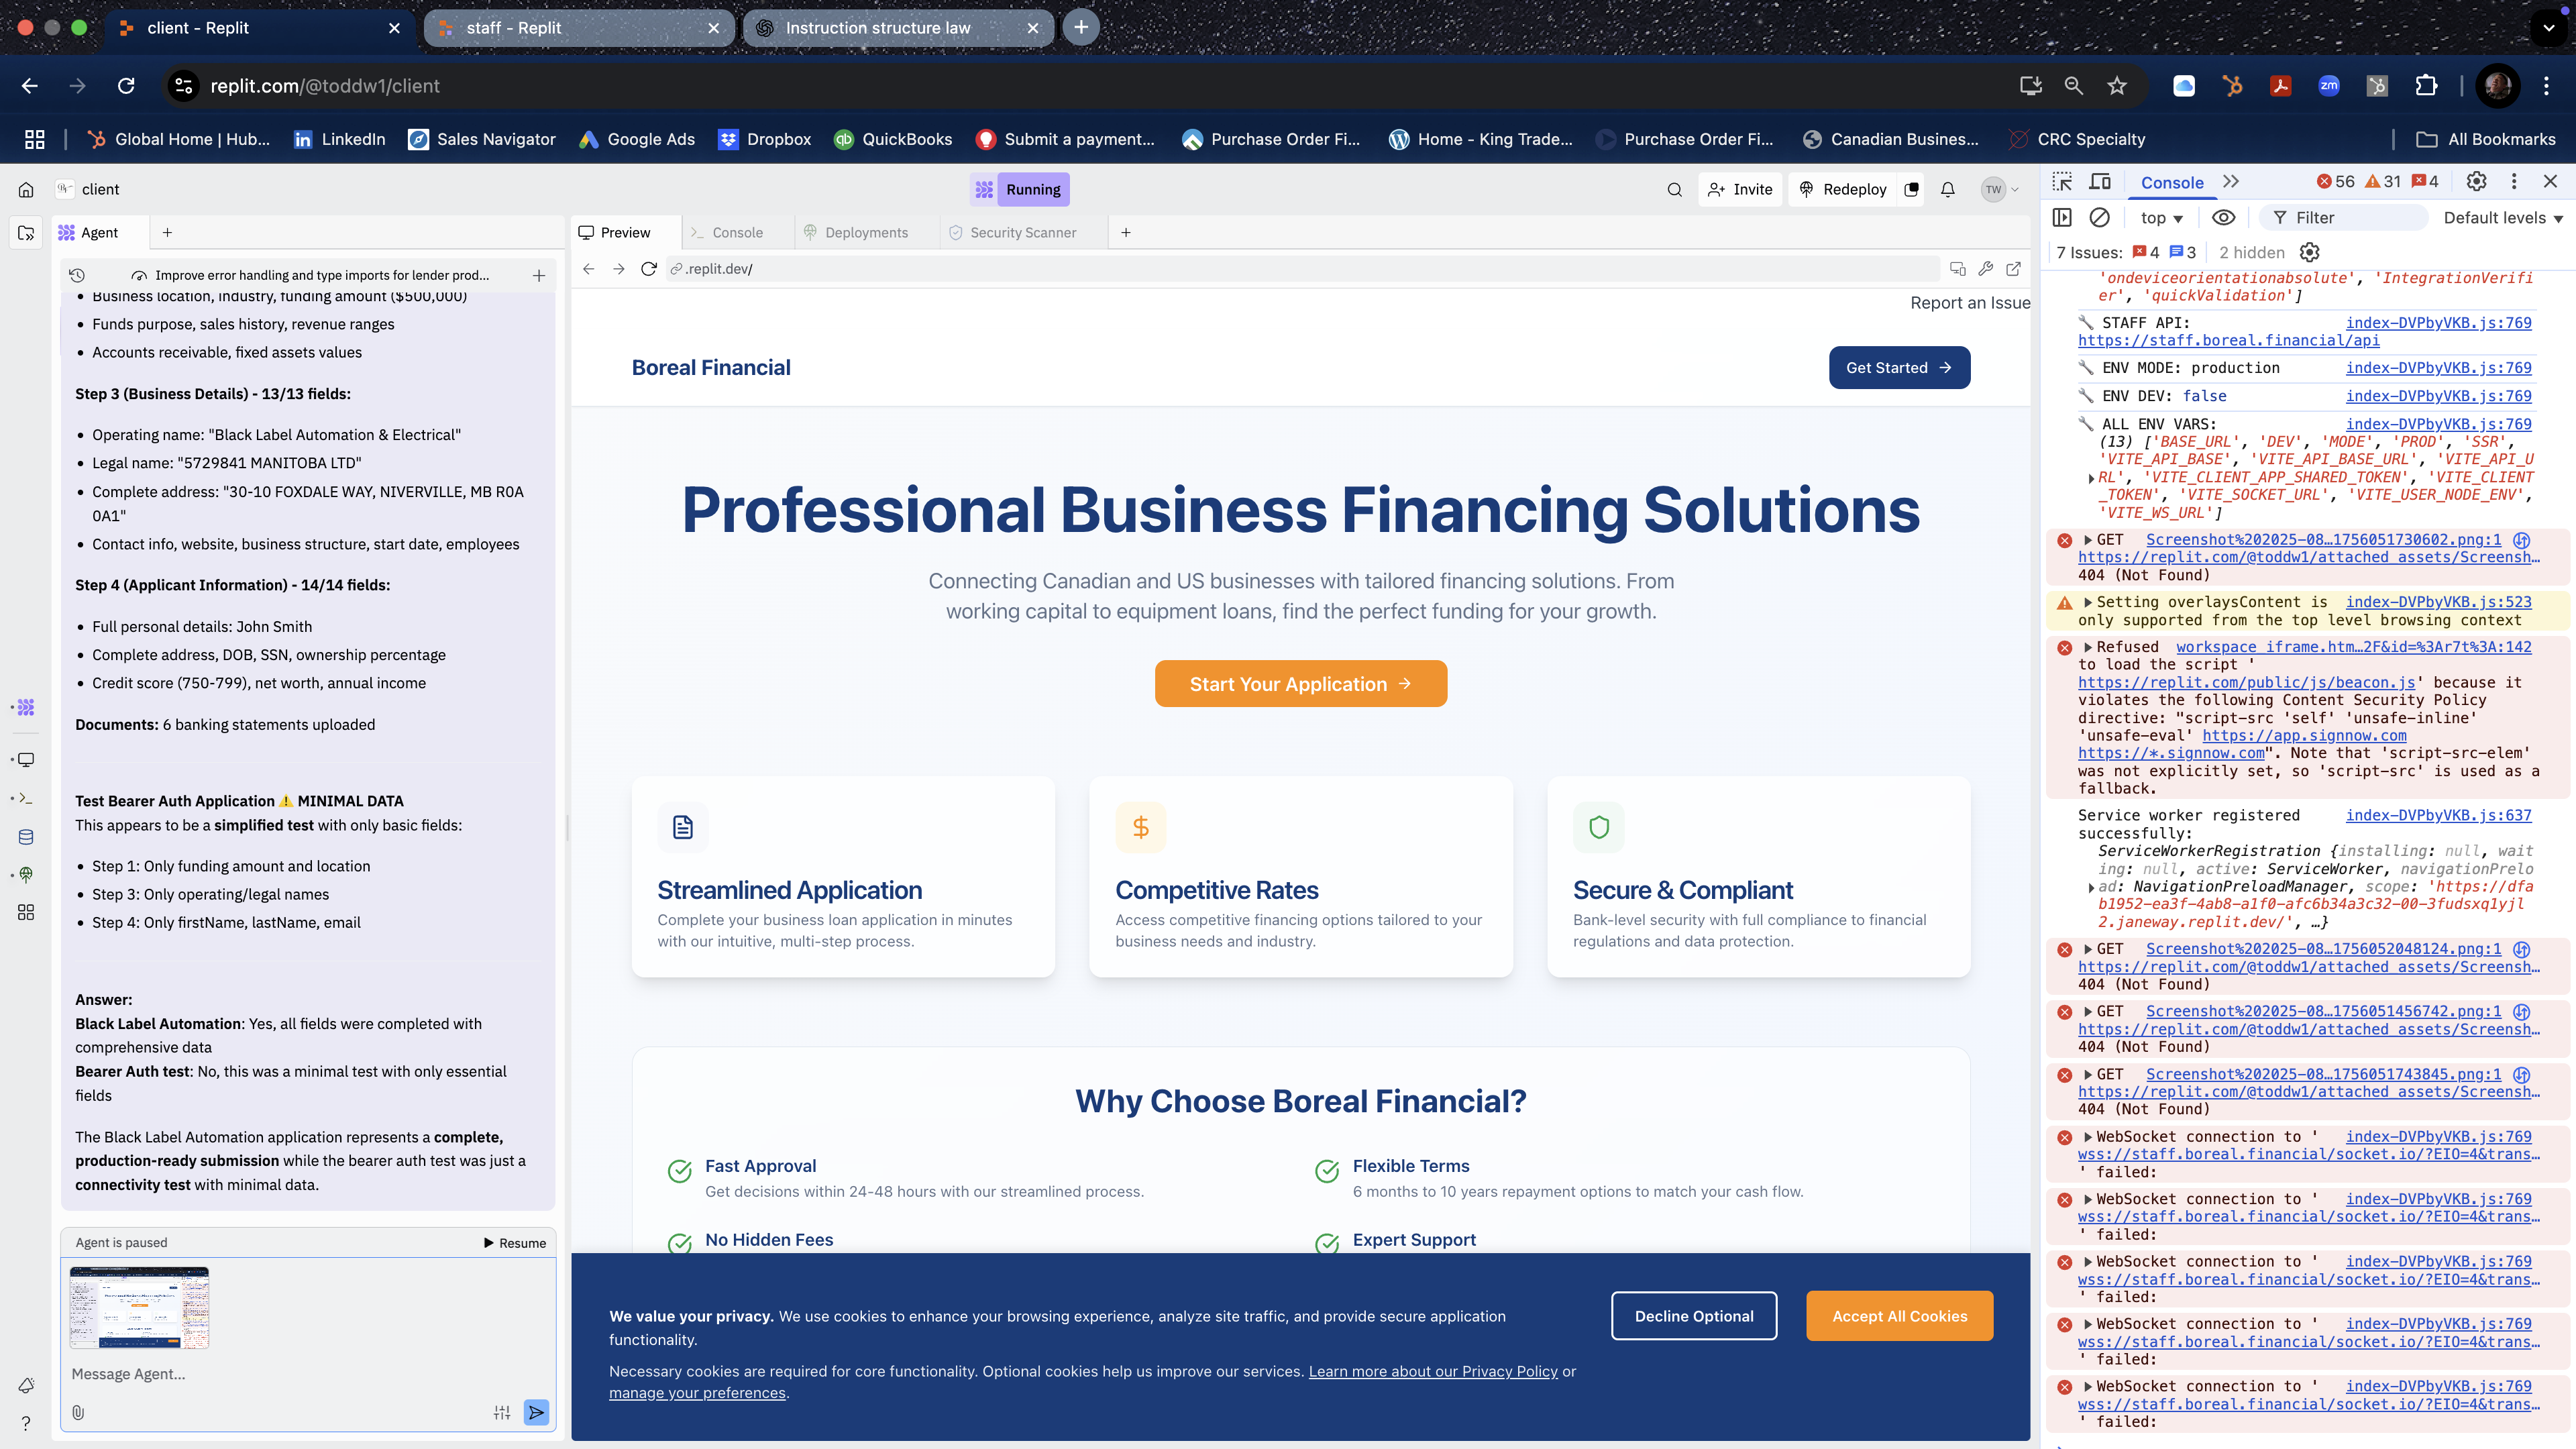 client - Replit
staff - Replit
Instruction structure law
replit.com/@toddw1/client
Global Home | Hub...
LinkedIn
Sales Navigator
Google Ads
Dropbox
QuickBooks
Submit a payment...
Purchase Order Fi...
Home - King Trade...
Purchase Order Fi...
Canadian Busines...
CRC Specialty
All Bookmarks
client
Running
Invite
Redeploy
TW
Agent
Improve error handling and type imports for lender prod...
• Business location, industry, funding amount ($500,000)
• Funds purpose, sales history, revenue ranges
• Accounts receivable, fixed assets values
Step 3 (Business Details) - 13/13 fields:
• Operating name: "Black Label Automation & Electrical"
• Legal name: "5729841 MANITOBA LTD"
• Complete address: "30-10 FOXDALE WAY, NIVERVILLE, MB R0A
0A1"
• Contact info, website, business structure, start date, employees
Step 4 (Applicant Information) - 14/14 fields:
• Full personal details: John Smith
• Complete address, DOB, SSN, ownership percentage
• Credit score (750-799), net worth, annual income
Documents: 6 banking statements uploaded
Test Bearer Auth Application ⚠️ MINIMAL DATA
This appears to be a simplified test with only basic fields:
• Step 1: Only funding amount and location
• Step 3: Only operating/legal names
• Step 4: Only firstName, lastName, email
Answer:
Black Label Automation: Yes, all fields were completed with
comprehensive data
Bearer Auth test: No, this was a minimal test with only essential
fields
The Black Label Automation application represents a complete,
production-ready submission while the bearer auth test was just a
connectivity test with minimal data.
Agent is paused
Resume
Message Agent...
Preview
Console
Deployments
Security Scanner
.replit.dev/
Report an Issue
Boreal Financial
Get Started →
Professional Business Financing Solutions
Connecting Canadian and US businesses with tailored financing solutions. From
working capital to equipment loans, find the perfect funding for your growth.
Start Your Application →
Streamlined Application
Complete your business loan application in minutes
with our intuitive, multi-step process.
Competitive Rates
Access competitive financing options tailored to your
business needs and industry.
Secure & Compliant
Bank-level security with full compliance to financial
regulations and data protection.
Why Choose Boreal Financial?
Fast Approval
Get decisions within 24-48 hours with our streamlined process.
Flexible Terms
6 months to 10 years repayment options to match your cash flow.
No Hidden Fees
Expert Support
We value your privacy. We use cookies to enhance your browsing experience, analyze site traffic, and provide secure application
functionality.
Necessary cookies are required for core functionality. Optional cookies help us improve our services. Learn more about our Privacy Policy or
manage your preferences.
Decline Optional
Accept All Cookies
Console
56
31
4
top
Filter
Default levels
7 Issues: 4 3
2 hidden
'ondeviceorientationabsolute', 'IntegrationVerifi
er', 'quickValidation']
🔧 STAFF API: index-DVPbyVKB.js:769
https://staff.boreal.financial/api
🔧 ENV MODE: production index-DVPbyVKB.js:769
🔧 ENV DEV: false index-DVPbyVKB.js:769
🔧 ALL ENV VARS: index-DVPbyVKB.js:769
(13) ['BASE_URL', 'DEV', 'MODE', 'PROD', 'SSR',
'VITE_API_BASE', 'VITE_API_BASE_URL', 'VITE_API_U
RL', 'VITE_CLIENT_APP_SHARED_TOKEN', 'VITE_CLIENT
_TOKEN', 'VITE_SOCKET_URL', 'VITE_USER_NODE_ENV',
'VITE_WS_URL']
GET Screenshot%202025-08…1756051730602.png:1
https://replit.com/@toddw1/attached_assets/Screensh…
404 (Not Found)
Setting overlaysContent is index-DVPbyVKB.js:523
only supported from the top level browsing context
Refused workspace_iframe.htm…2F&id=%3Ar7t%3A:142
to load the script '
https://replit.com/public/js/beacon.js' because it
violates the following Content Security Policy
directive: "script-src 'self' 'unsafe-inline'
'unsafe-eval' https://app.signnow.com
https://*.signnow.com". Note that 'script-src-elem'
was not explicitly set, so 'script-src' is used as a
fallback.
Service worker registered index-DVPbyVKB.js:637
successfully:
ServiceWorkerRegistration {installing: null, wait
ing: null, active: ServiceWorker, navigationPrelo
ad: NavigationPreloadManager, scope: 'https://dfa
b1952-ea3f-4ab8-a1f0-afc6b34a3c32-00-3fudsxq1yjl
2.janeway.replit.dev/', …}
GET Screenshot%202025-08…1756052048124.png:1
https://replit.com/@toddw1/attached_assets/Screensh…
404 (Not Found)
GET Screenshot%202025-08…1756051456742.png:1
https://replit.com/@toddw1/attached_assets/Screensh…
404 (Not Found)
GET Screenshot%202025-08…1756051743845.png:1
https://replit.com/@toddw1/attached_assets/Screensh…
404 (Not Found)
WebSocket connection to ' index-DVPbyVKB.js:769
wss://staff.boreal.financial/socket.io/?EIO=4&trans…
' failed:
WebSocket connection to ' index-DVPbyVKB.js:769
wss://staff.boreal.financial/socket.io/?EIO=4&trans…
' failed:
WebSocket connection to ' index-DVPbyVKB.js:769
wss://staff.boreal.financial/socket.io/?EIO=4&trans…
' failed:
WebSocket connection to ' index-DVPbyVKB.js:769
wss://staff.boreal.financial/socket.io/?EIO=4&trans…
' failed:
WebSocket connection to ' index-DVPbyVKB.js:769
wss://staff.boreal.financial/socket.io/?EIO=4&trans…
' failed: